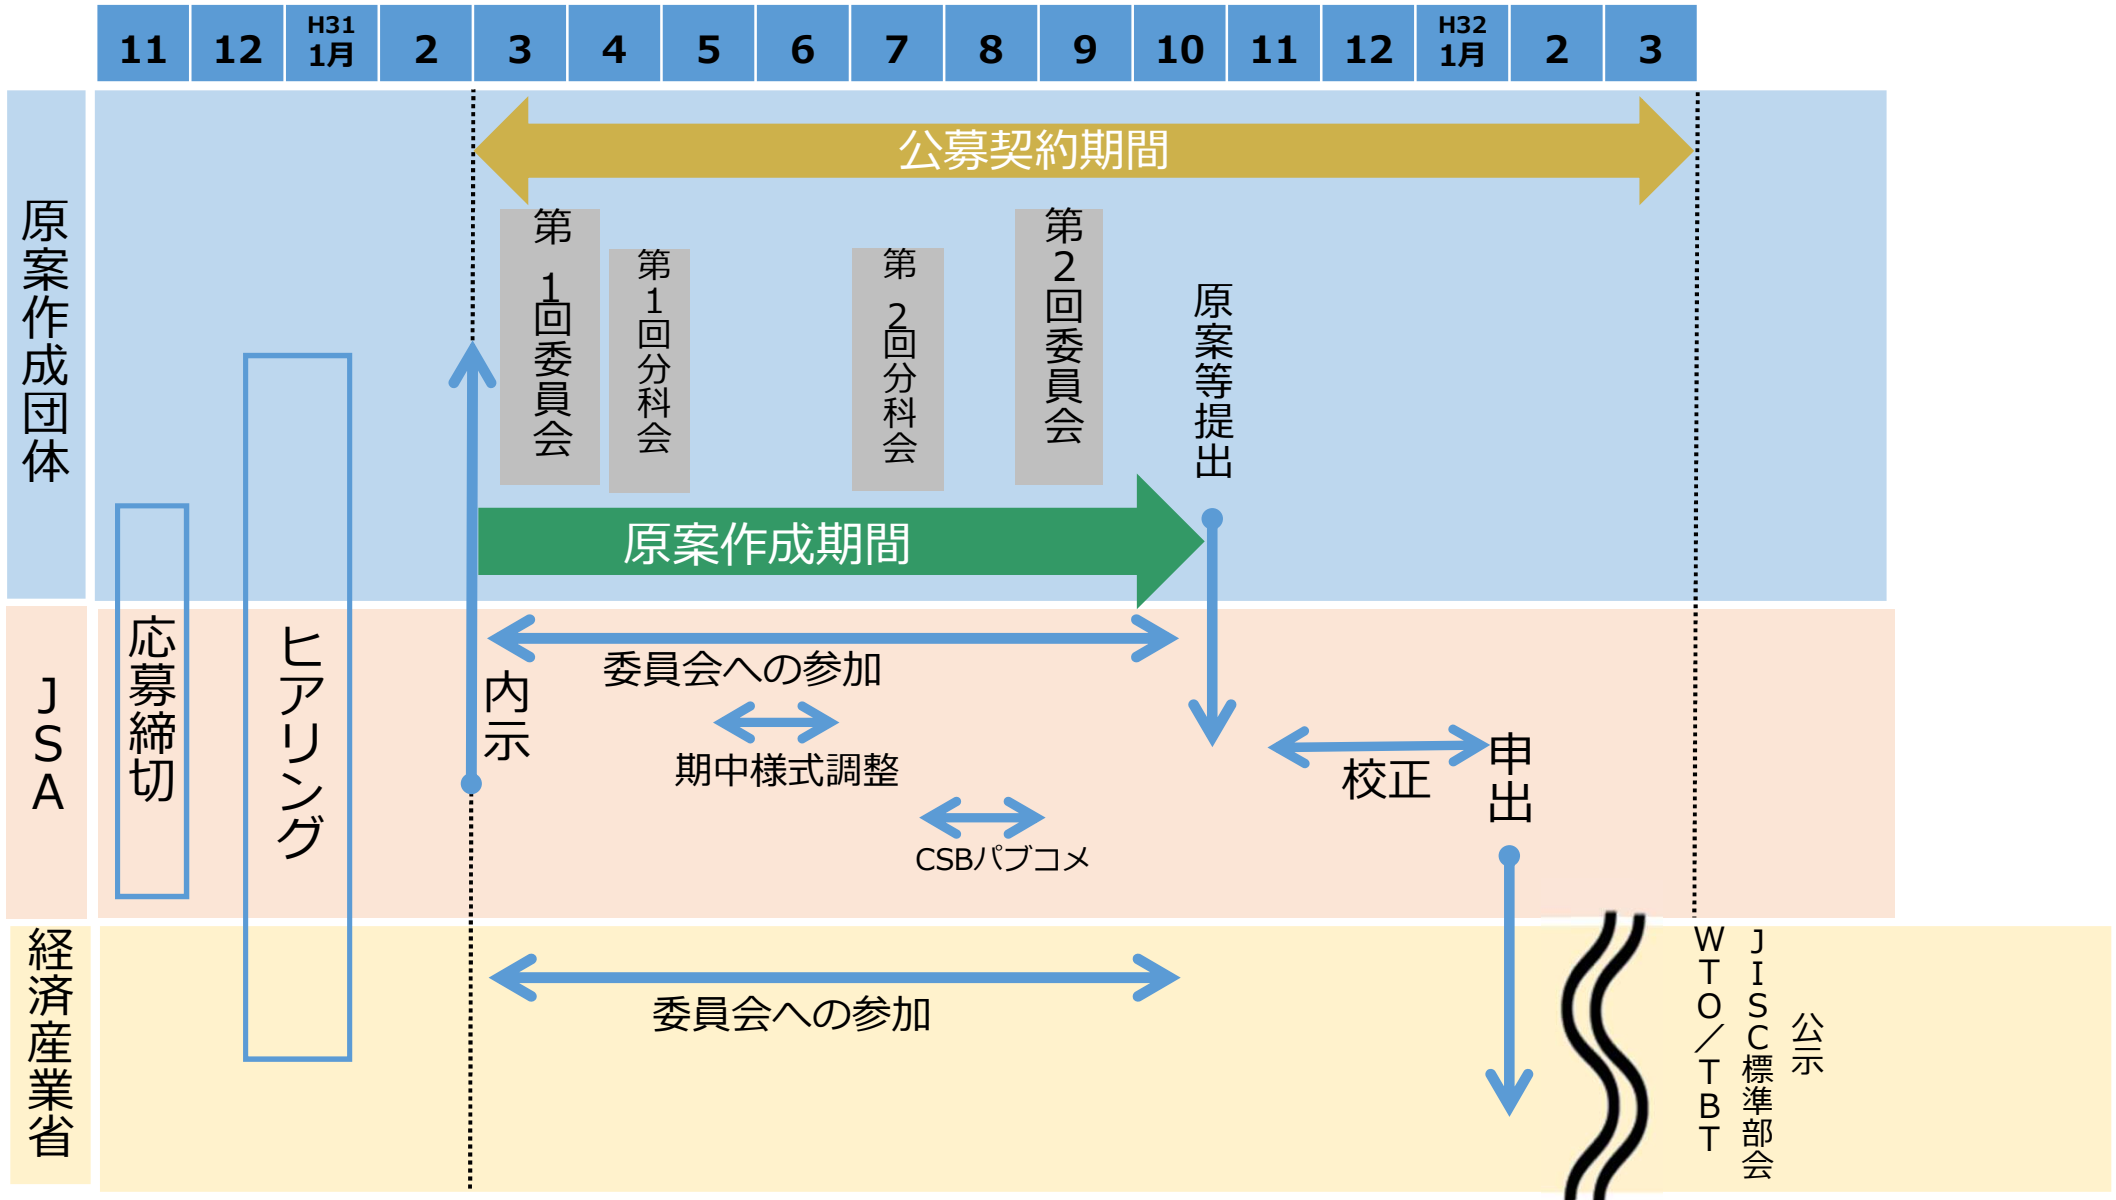 11 12 H31 1月 2 3 4 5 6 7 8 9 10 11 12 H32 1月 2 3
原案作成団体
公募契約期間
第1回委員会
第1回分科会
第2回分科会
第2回委員会
原案等提出
原案作成期間
JSA
応募締切
ヒアリング
内示
委員会への参加
期中様式調整
CSBパブコメ
校正
申出
経済産業省
委員会への参加
WTO/TBT
JISC標準部会
公示